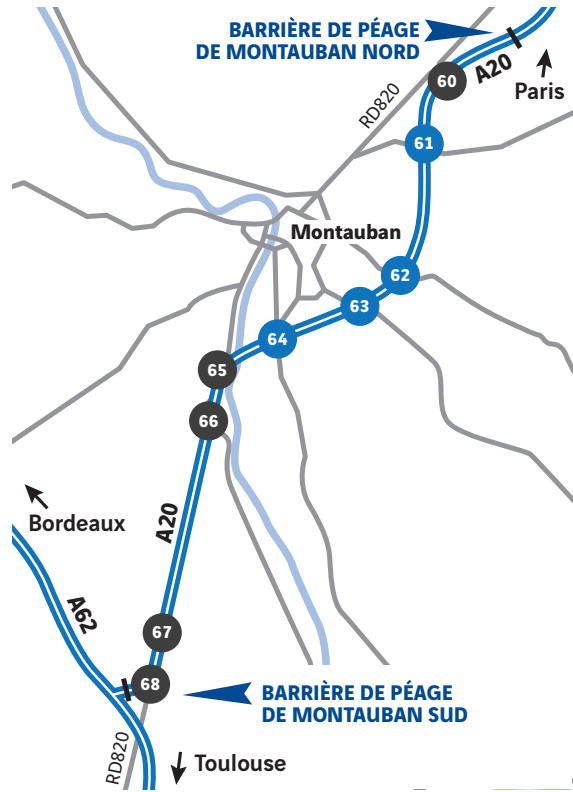 BARRIÈRE DE PÉAGE
DE MONTAUBAN NORD
A20
Paris
60
RD820
61
Montauban
62
63
64
65
66
Bordeaux
A20
A62
67
68
BARRIÈRE DE PÉAGE
DE MONTAUBAN SUD
RD820
Toulouse